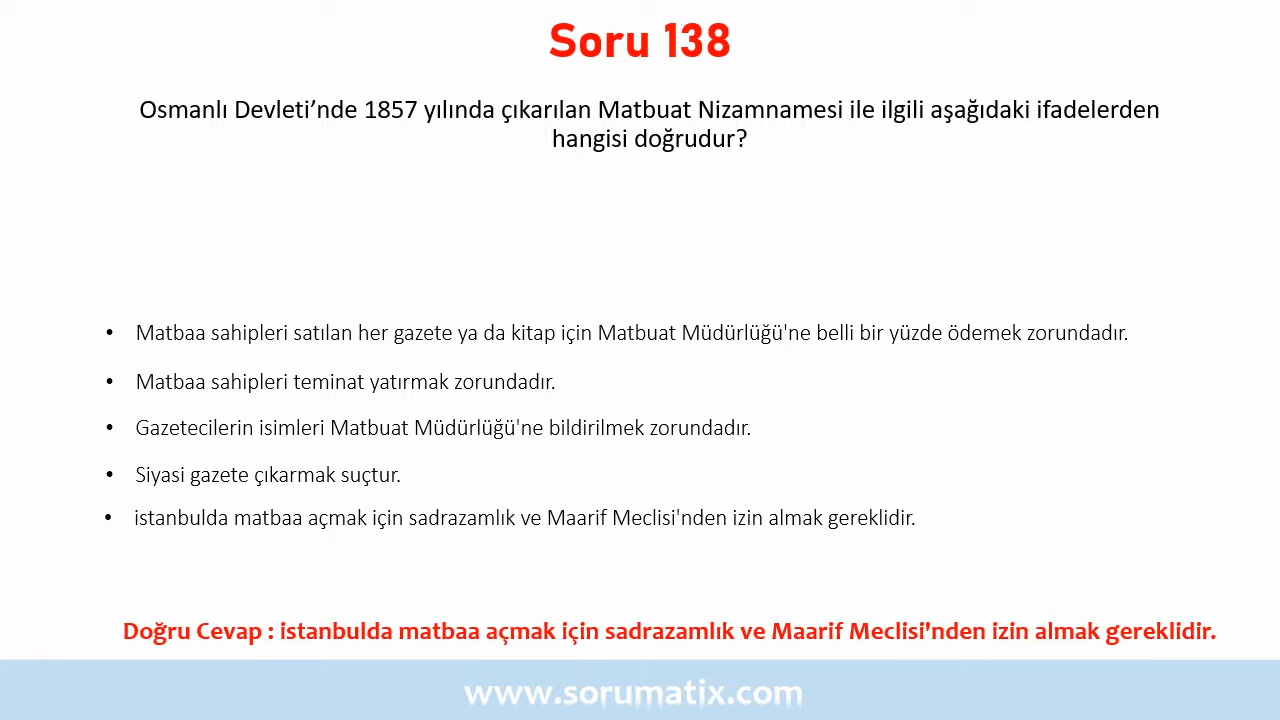 Soru 138
Osmanlı Devleti’nde 1857 yılında çıkarılan Matbuat Nizamnamesi ile ilgili aşağıdaki ifadelerden
hangisi doğrudur?
• Matbaa sahipleri satılan her gazete ya da kitap için Matbuat Müdürlüğü'ne belli bir yüzde ödemek zorundadır.
• Matbaa sahipleri teminat yatırmak zorundadır.
• Gazetecilerin isimleri Matbuat Müdürlüğü'ne bildirilmek zorundadır.
• Siyasi gazete çıkarmak suçtur.
• istanbulda matbaa açmak için sadrazamlık ve Maarif Meclisi'nden izin almak gereklidir.
Doğru Cevap : istanbulda matbaa açmak için sadrazamlık ve Maarif Meclisi'nden izin almak gereklidir.
www.sorumatix.com